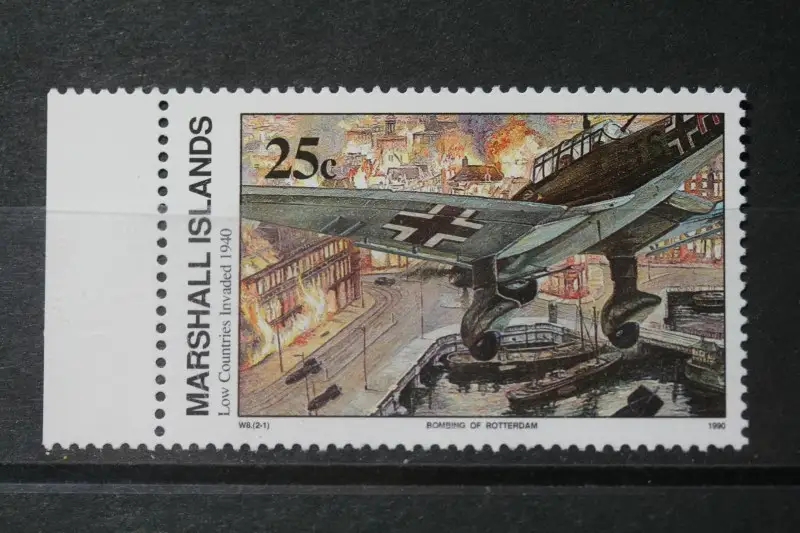 MARSHALL ISLANDS
Low Countries Invaded 1940
25c
W8.(2-1)
BOMBING OF ROTTERDAM
1990